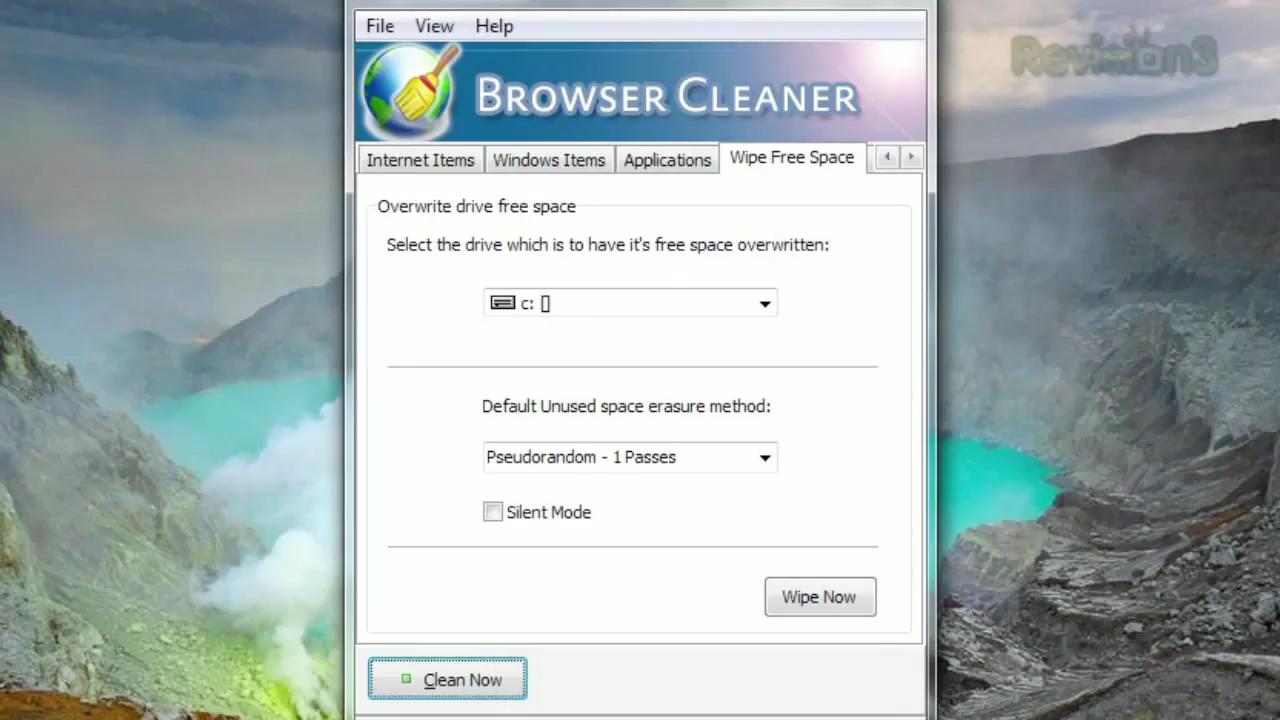 File View Help
Revision3
BROWSER CLEANER
Internet Items Windows Items Applications Wipe Free Space
Overwrite drive free space
Select the drive which is to have it's free space overwritten:
c: []
Default Unused space erasure method:
Pseudorandom - 1 Passes
Silent Mode
Wipe Now
Clean Now